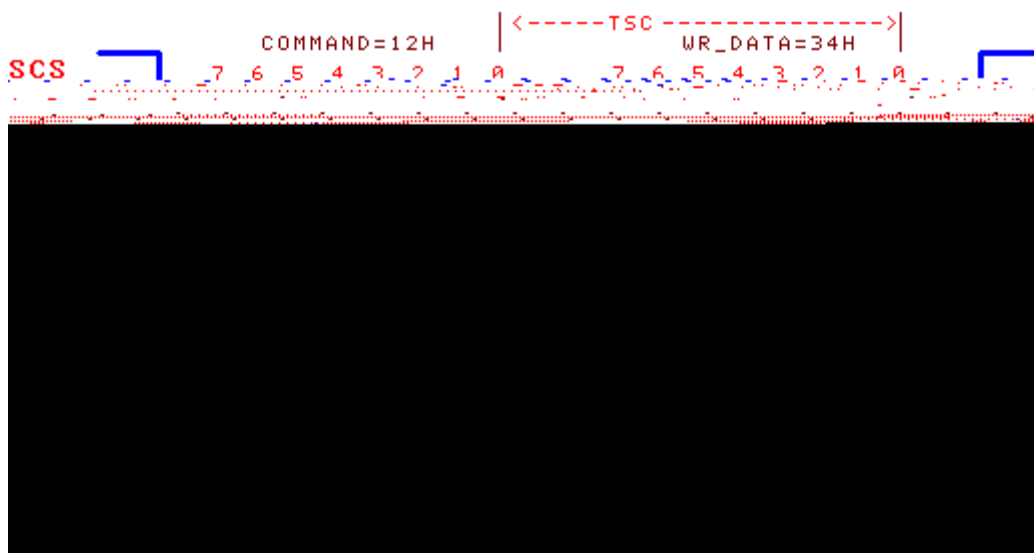 <-----TSC --------------->
COMMAND=12H WR_DATA=34H
SCS 7 6 5 4 3 2 1 0 7 6 5 4 3 2 1 0